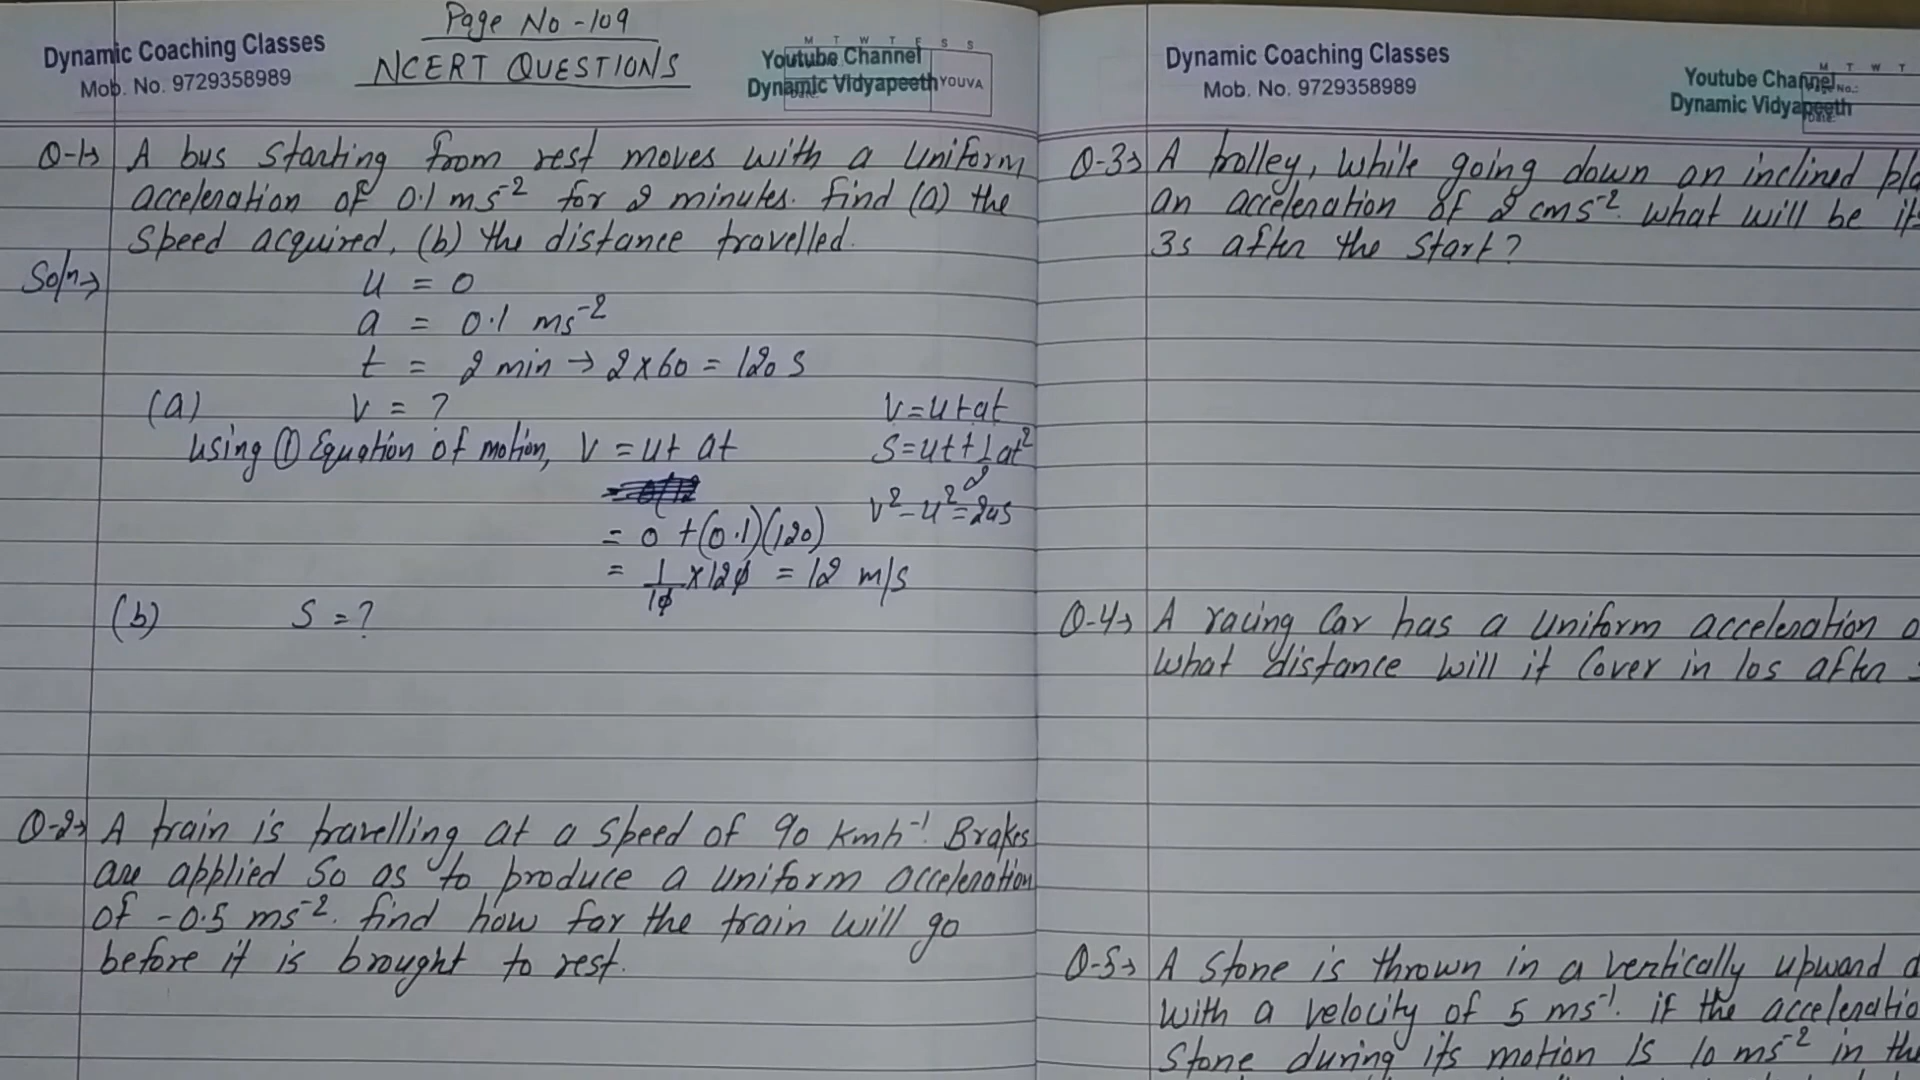 Page No - 109
Dynamic Coaching Classes
Mob. No. 9729358989
NCERT QUESTIONS
M T W T F S S
Youtube Channel
Dynamic Vidyapeeth
YOUVA
Q-1→ A bus starting from rest moves with a uniform
acceleration of 0.1 ms⁻² for 2 minutes. find (a) the
speed acquired, (b) the distance travelled.
Soln→
u = 0
a = 0.1 ms⁻²
t = 2 min → 2×60 = 120 S
(a) V = ?
V = u+at
using ① Equation of motion, V = u+ at
S = ut + 1/2 at²
V² - u² = 2as
= 0 + (0.1)(120)
= 1/10 × 120 = 12 m/s
(b) S = ?
Q-2→ A train is travelling at a speed of 90 Kmh⁻¹. Brakes
are applied so as to produce a uniform acceleration
of -0.5 ms⁻². find how far the train will go
before it is brought to rest.
Dynamic Coaching Classes
Mob. No. 9729358989
M T W T
Youtube Channel
Dynamic Vidyapeeth
Q-3→ A trolley, while going down an inclined pla
an acceleration of 2 cms⁻². what will be its
3s after the start?
Q-4→ A racing Car has a uniform acceleration o
what distance will it Cover in 10s after s
Q-5→ A stone is thrown in a vertically upward d
with a velocity of 5 ms⁻¹. if the acceleratio
stone during its motion is 10 ms⁻² in the